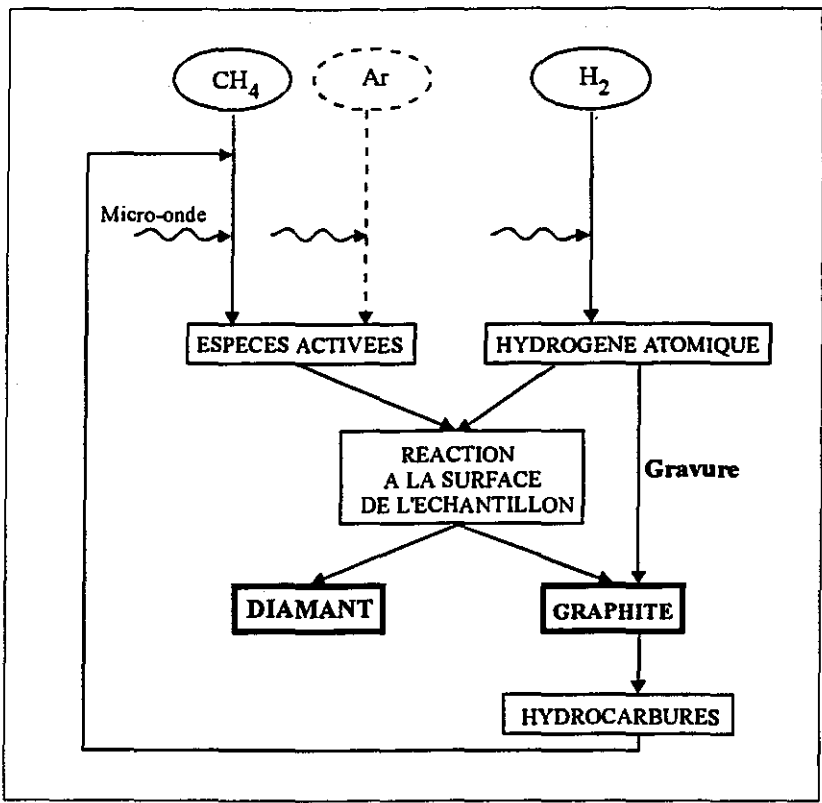 CH4
Ar
H2
Micro-onde
ESPECES ACTIVEES
HYDROGENE ATOMIQUE
REACTION
A LA SURFACE
DE L'ECHANTILLON
Gravure
DIAMANT
GRAPHITE
HYDROCARBURES